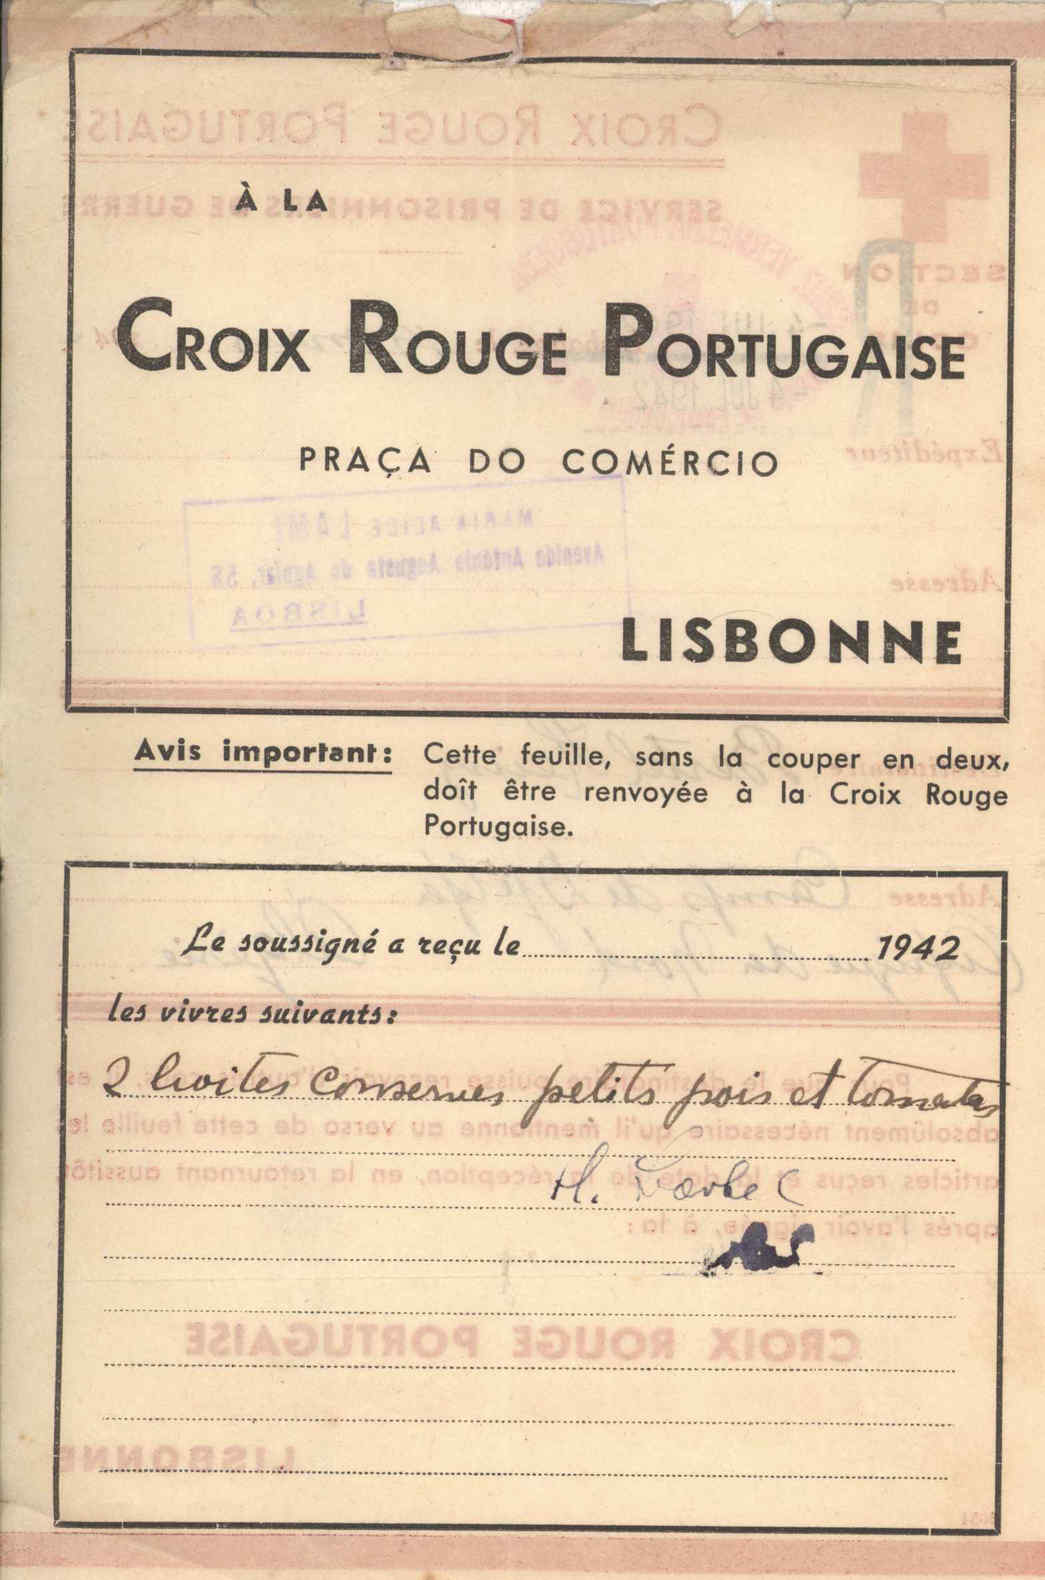 À LA
CROIX ROUGE PORTUGAISE
PRAÇA DO COMÉRCIO
LISBONNE
Avis important: Cette feuille, sans la couper en deux,
doît être renvoyée à la Croix Rouge
Portugaise.
Le soussigné a reçu le 1942
les vivres suivants:
2 boites conserves petits pois et tomates
H.